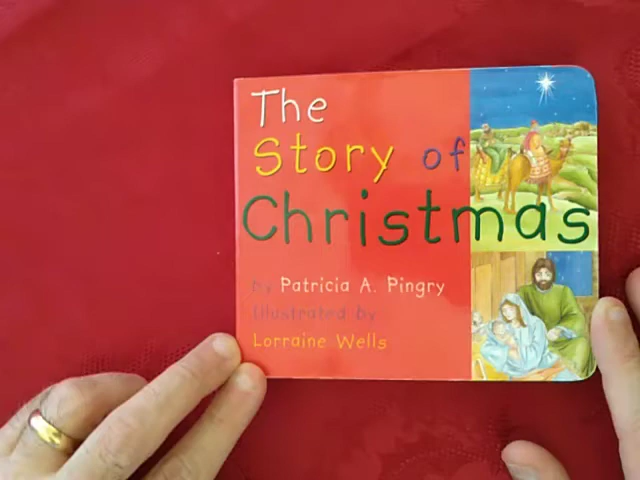 The
Story of
Christmas
by Patricia A. Pingry
Illustrated by
Lorraine Wells